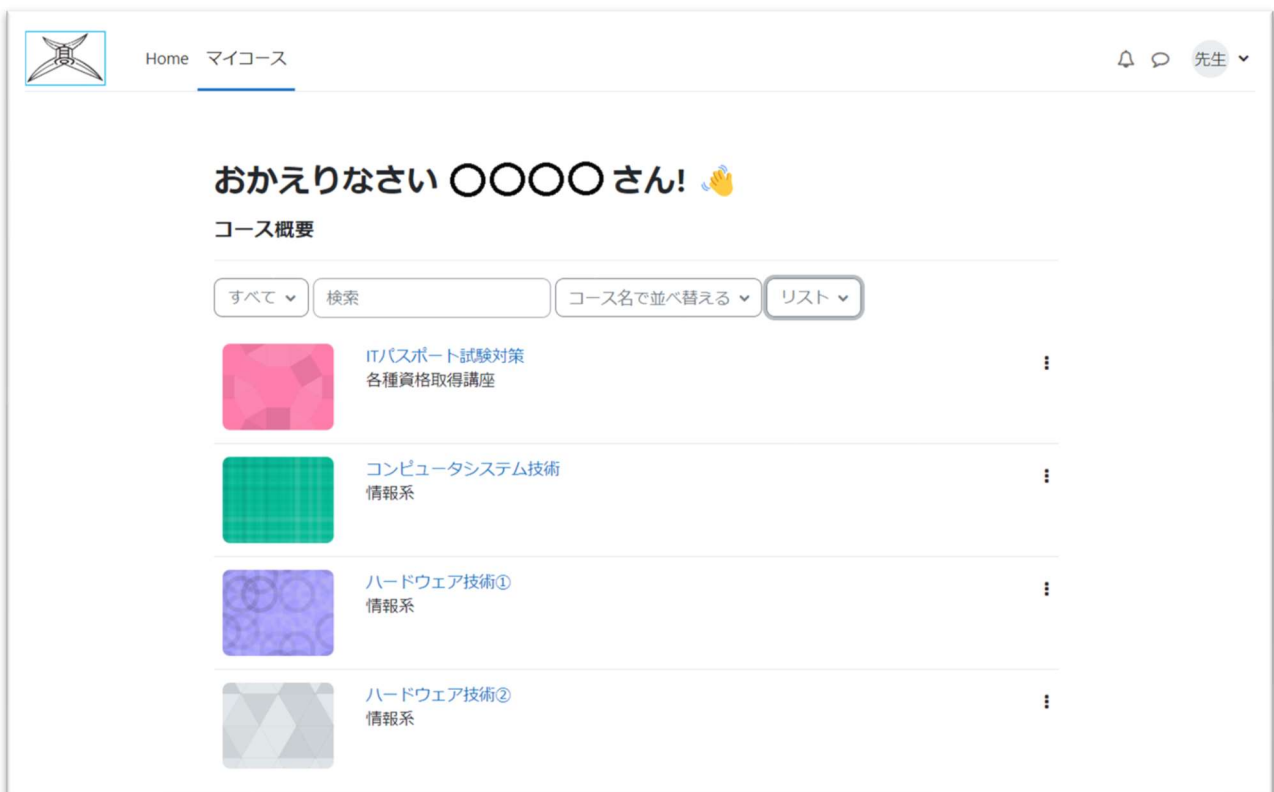 高
Home マイコース
先生
おかえりなさい 〇〇〇〇 さん! 👋
コース概要
すべて 検索 コース名で並べ替える リスト
ITパスポート試験対策
各種資格取得講座
コンピュータシステム技術
情報系
ハードウェア技術①
情報系
ハードウェア技術②
情報系